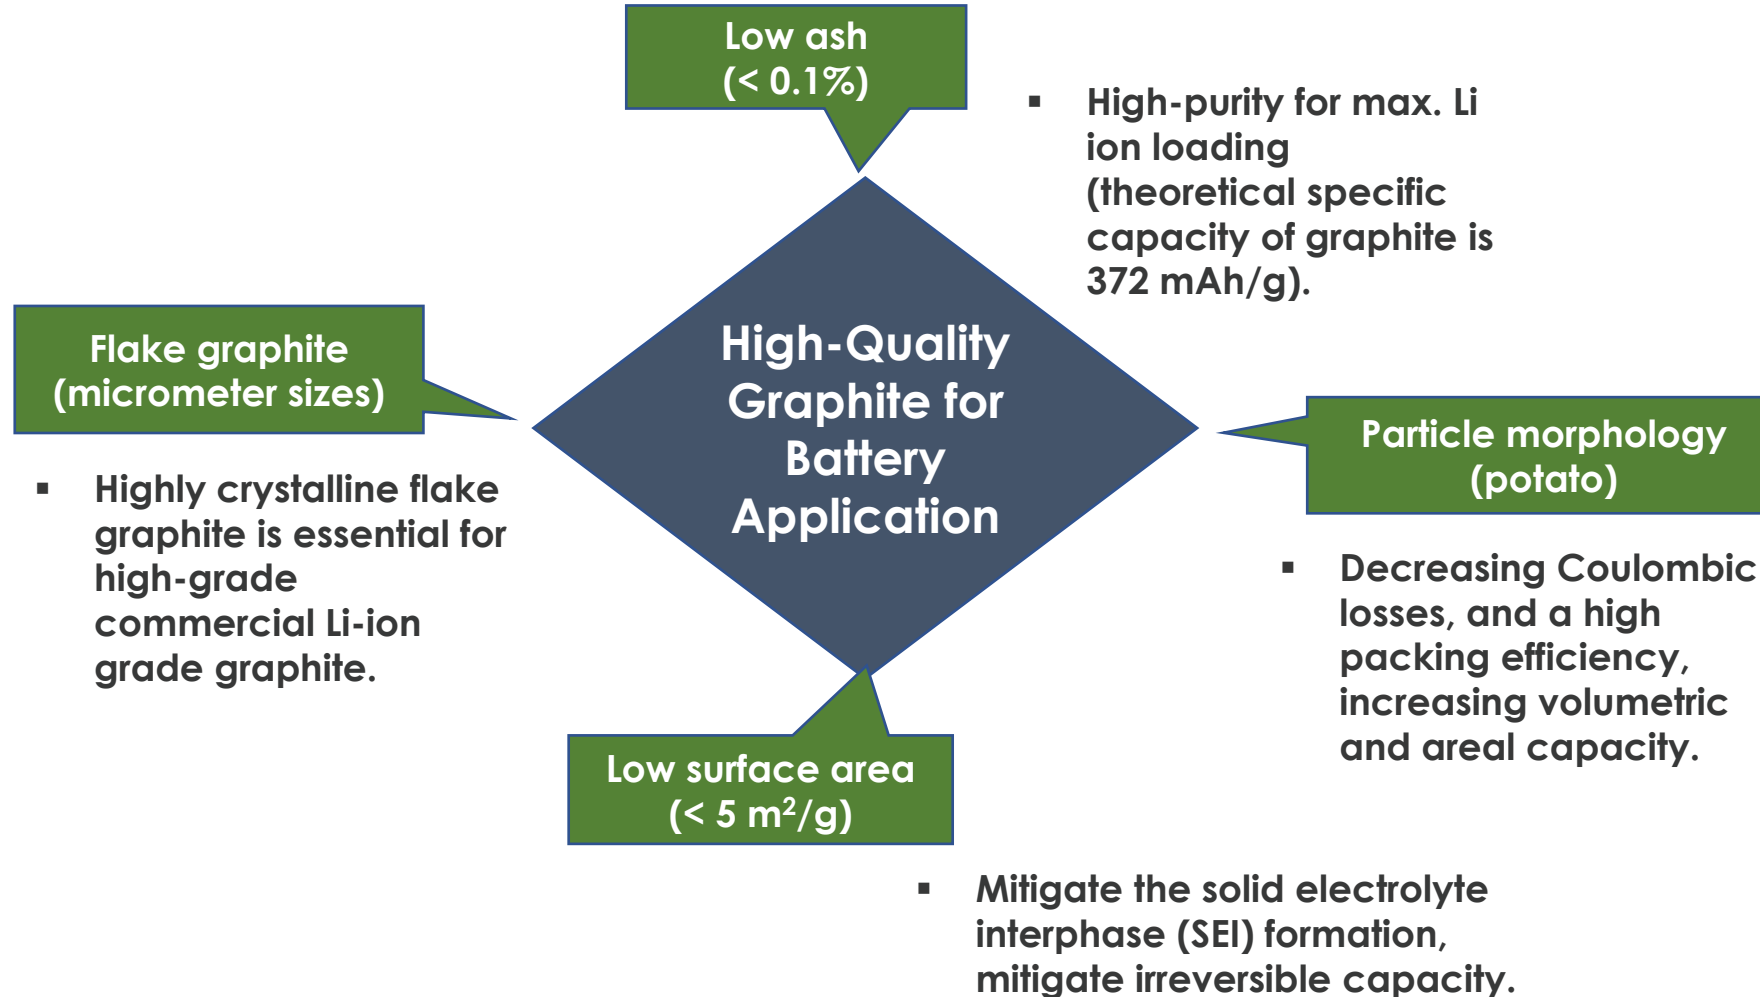 Low ash
(< 0.1%)
▪ High-purity for max. Li
ion loading
(theoretical specific
capacity of graphite is
372 mAh/g).
Flake graphite
(micrometer sizes)
▪ Highly crystalline flake
graphite is essential for
high-grade
commercial Li-ion
grade graphite.
High-Quality
Graphite for
Battery
Application
Particle morphology
(potato)
▪ Decreasing Coulombic
losses, and a high
packing efficiency,
increasing volumetric
and areal capacity.
Low surface area
(< 5 m²/g)
▪ Mitigate the solid electrolyte
interphase (SEI) formation,
mitigate irreversible capacity.